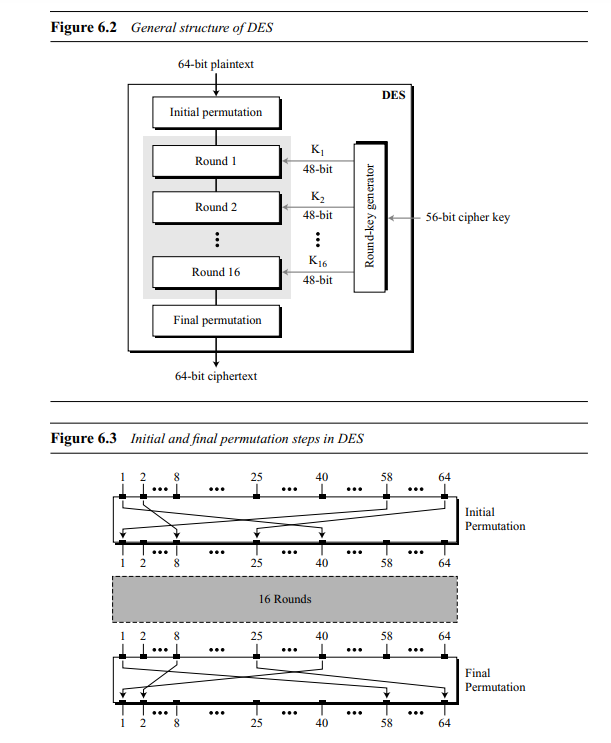 Figure 6.2 General structure of DES
64-bit plaintext
DES
Initial permutation
Round 1
K1
48-bit
Round 2
K2
48-bit
Round 16
K16
48-bit
Round-key generator
56-bit cipher key
Final permutation
64-bit ciphertext
Figure 6.3 Initial and final permutation steps in DES
1 2 ••• 8 ••• 25 ••• 40 ••• 58 ••• 64
Initial
Permutation
1 2 ••• 8 ••• 25 ••• 40 ••• 58 ••• 64
16 Rounds
1 2 ••• 8 ••• 25 ••• 40 ••• 58 ••• 64
Final
Permutation
1 2 ••• 8 ••• 25 ••• 40 ••• 58 ••• 64